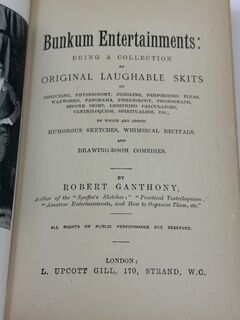 Bunkum Entertainments:
BEING A COLLECTION
OF
ORIGINAL LAUGHABLE SKITS
ON
CONJURING, PHYSIOGNOMY, JUGGLING, PERFORMING FLEAS,
WAXWORKS, PANORAMA, PHRENOLOGY, PHONOGRAPH,
SECOND SIGHT, LIGHTNING CALCULATORS,
VENTRILOQUISM, SPIRITUALISM, ETC.,
TO WHICH ARE ADDED
HUMOROUS SKETCHES, WHIMSICAL RECITALS,
AND
DRAWING-ROOM COMEDIES.
BY
ROBERT GANTHONY,
Author of the "Sketches;" "Practical Ventriloquism;"
"Amateur Entertainments, and How to Organise Them, etc."
ALL RIGHTS OF PUBLIC PERFORMANCE ARE RESERVED.
LONDON:
L. UPCOTT GILL, 170, STRAND, W.C.